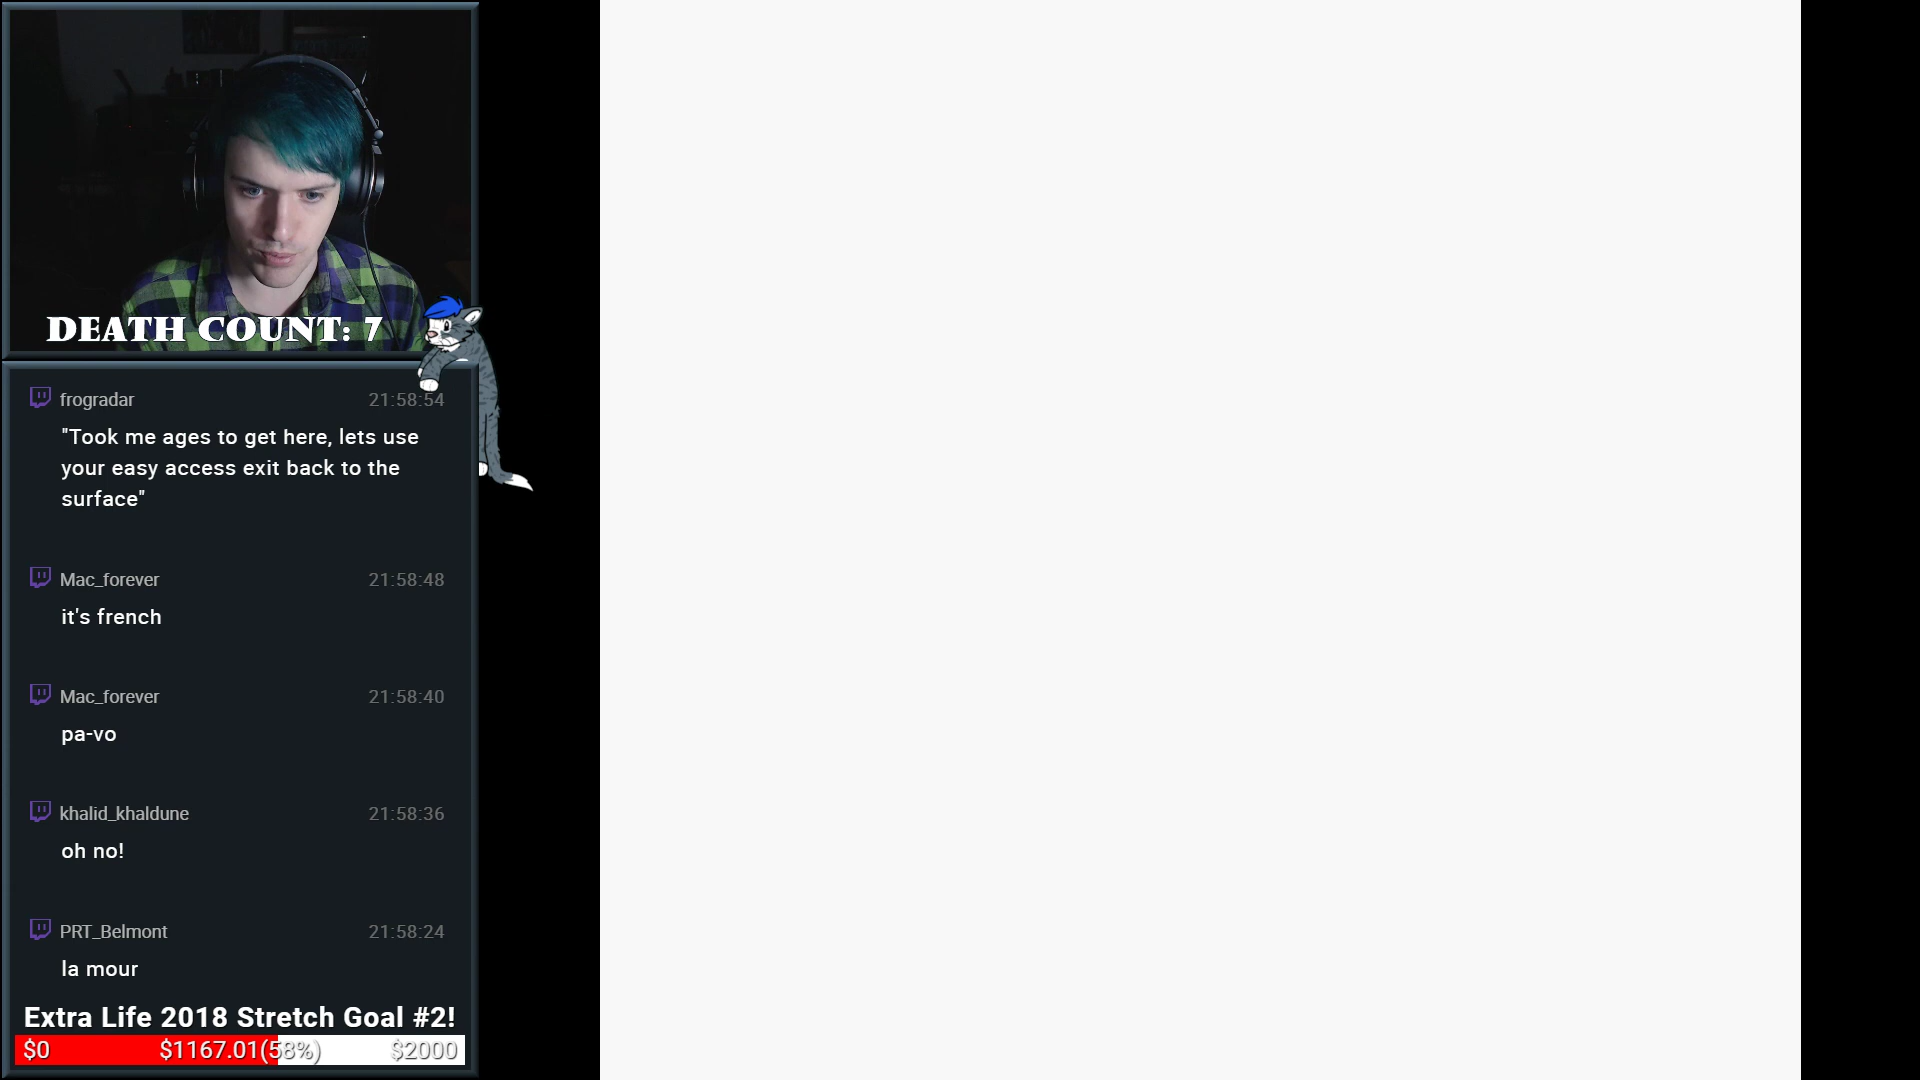 DEATH COUNT: 7
frogradar 21:58:54
"Took me ages to get here, lets use
your easy access exit back to the
surface"
Mac_forever 21:58:48
it's french
Mac_forever 21:58:40
pa-vo
khalid_khaldune 21:58:36
oh no!
PRT_Belmont 21:58:24
la mour
Extra Life 2018 Stretch Goal #2!
$0 $1167.01(58%) $2000